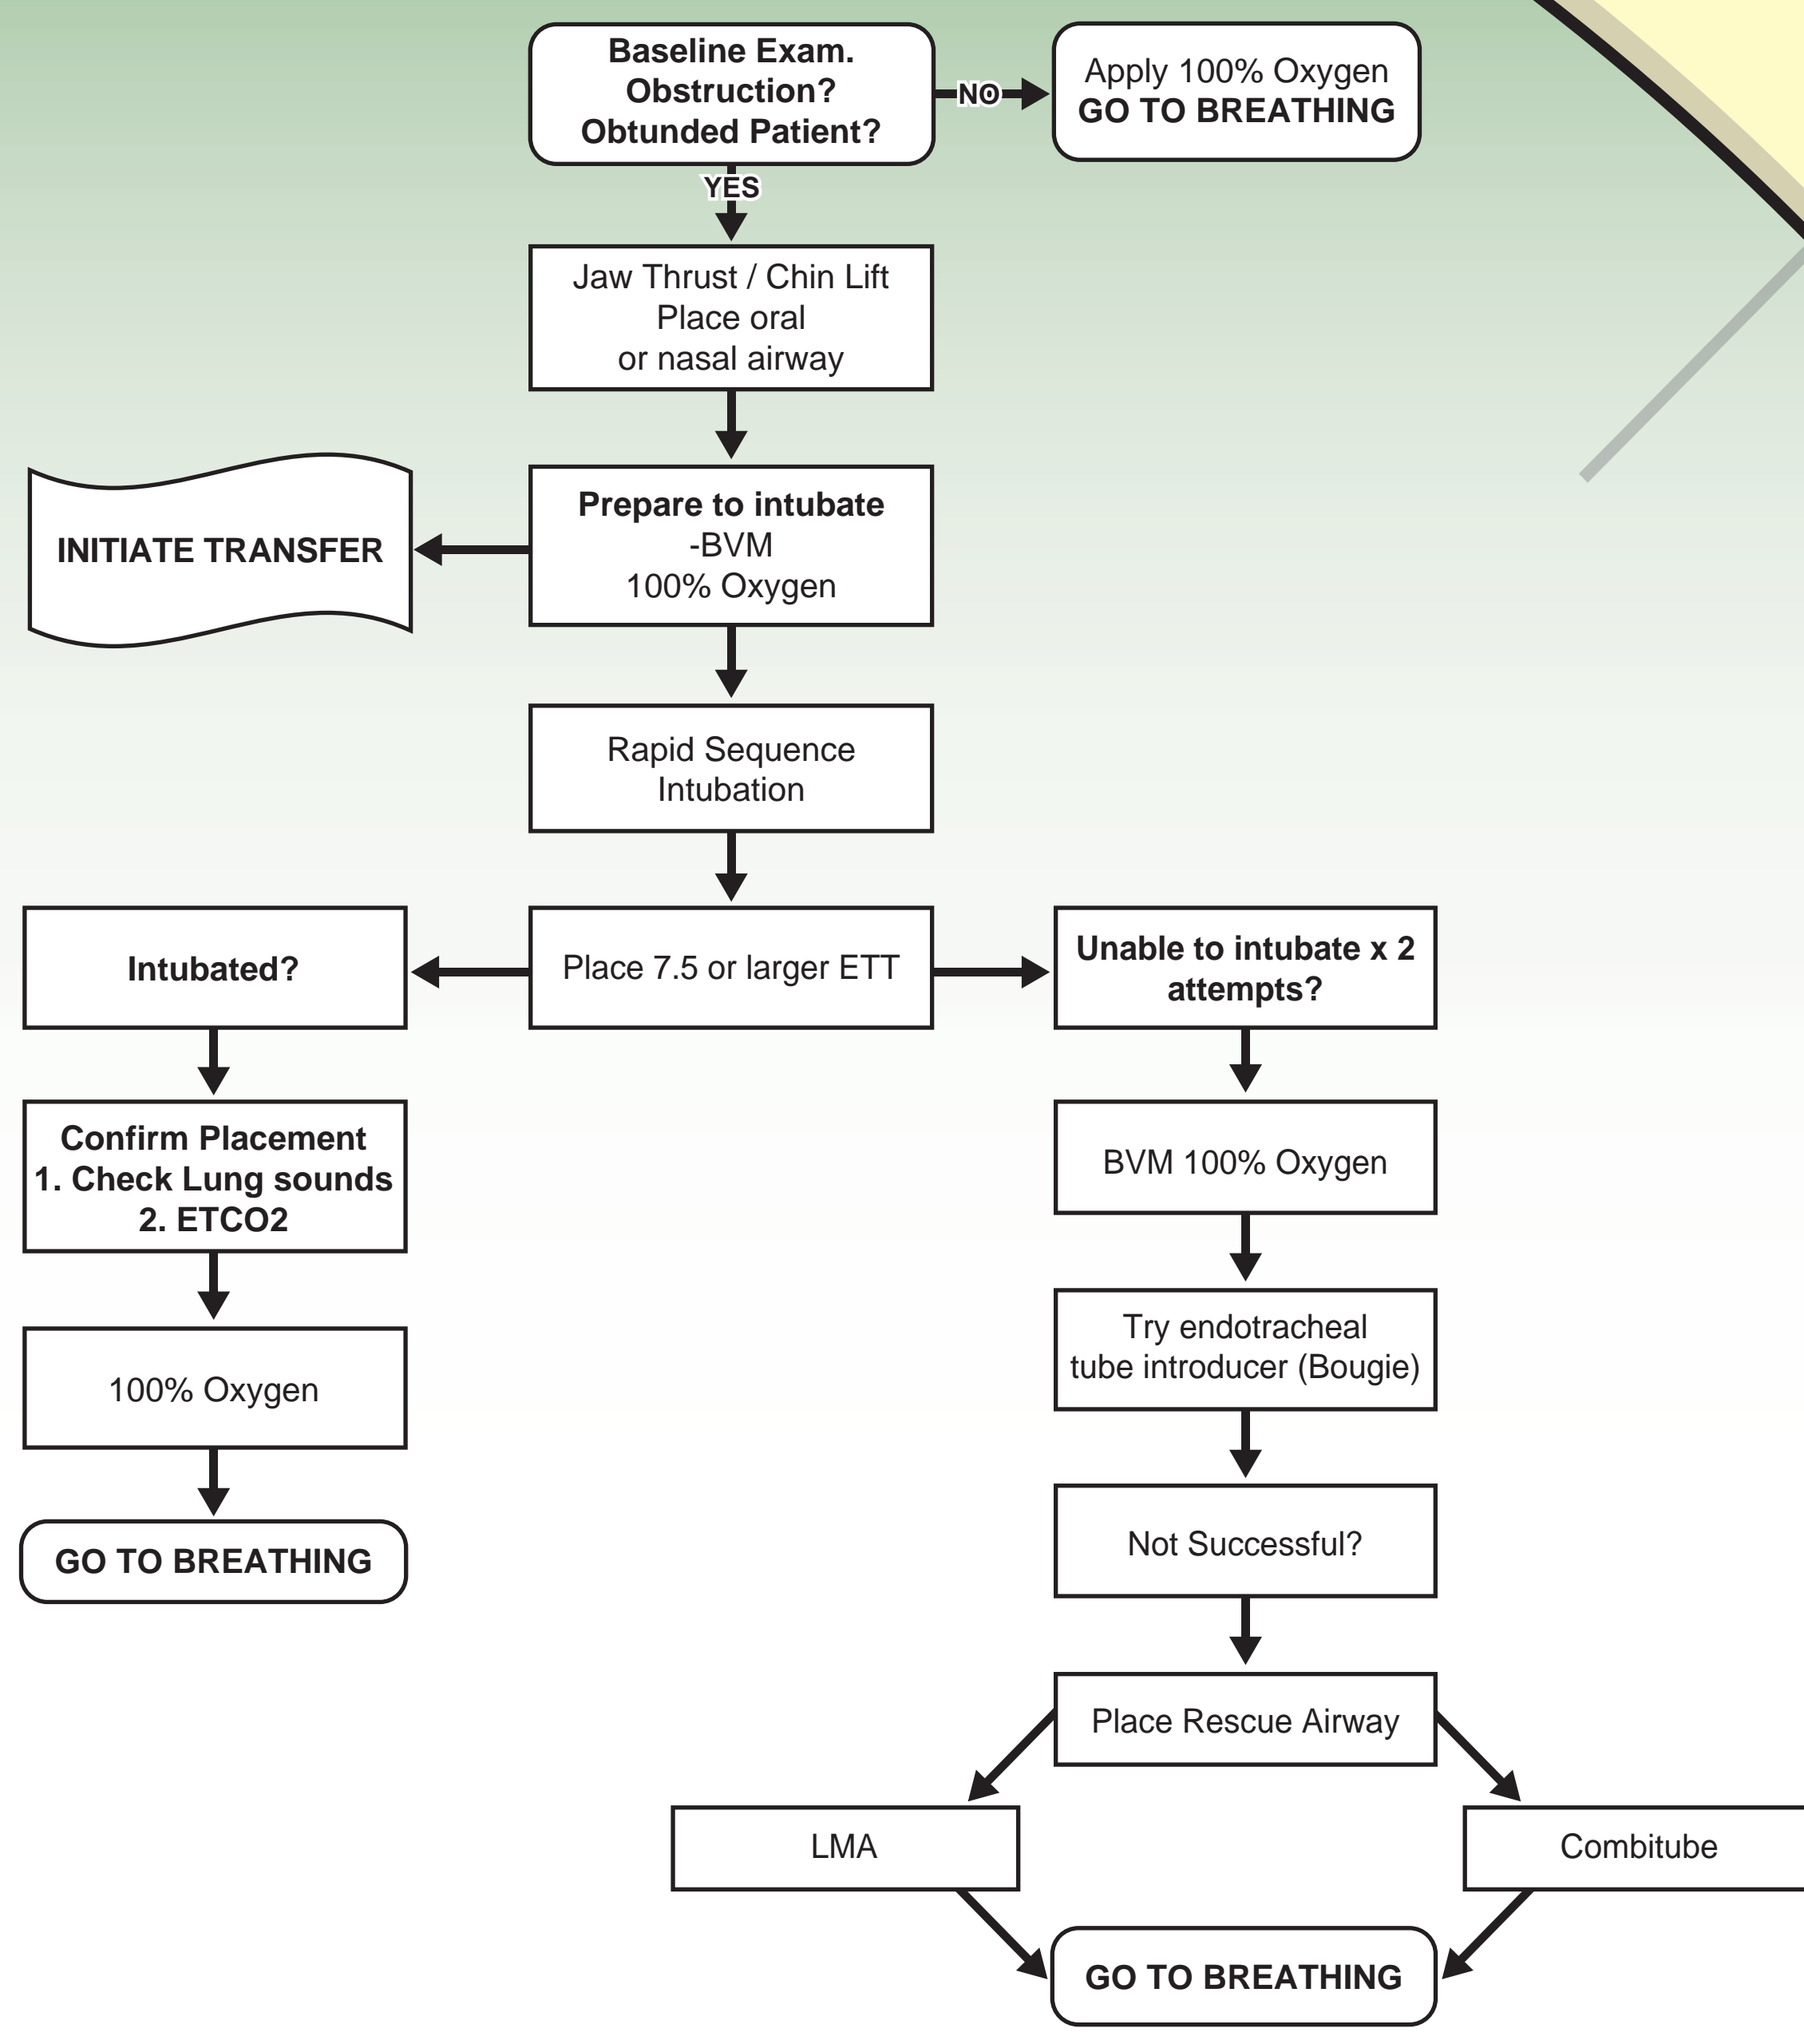 Baseline Exam.
Obstruction?
Obtunded Patient?
NO
Apply 100% Oxygen
GO TO BREATHING
YES
Jaw Thrust / Chin Lift
Place oral
or nasal airway
INITIATE TRANSFER
Prepare to intubate
-BVM
100% Oxygen
Rapid Sequence
Intubation
Intubated?
Place 7.5 or larger ETT
Unable to intubate x 2
attempts?
Confirm Placement
1. Check Lung sounds
2. ETCO2
BVM 100% Oxygen
100% Oxygen
Try endotracheal
tube introducer (Bougie)
GO TO BREATHING
Not Successful?
Place Rescue Airway
LMA
Combitube
GO TO BREATHING